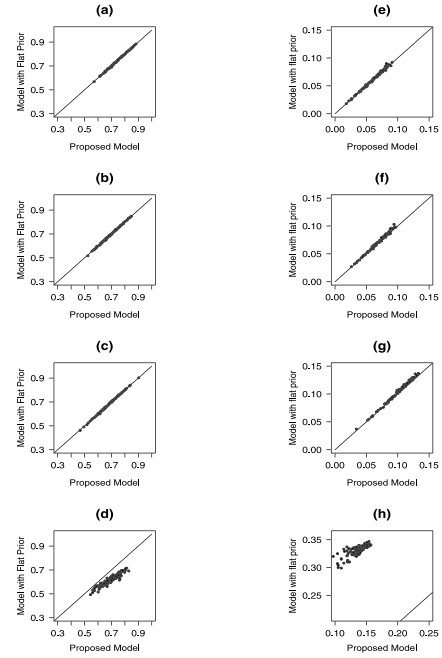 (a)
Model with Flat Prior
0.9
0.7
0.5
0.3
0.3 0.5 0.7 0.9
Proposed Model
(e)
Model with flat prior
0.15
0.10
0.05
0.00
0.00 0.05 0.10 0.15
Proposed Model
(b)
Model with Flat Prior
0.9
0.7
0.5
0.3
0.3 0.5 0.7 0.9
Proposed Model
(f)
Model with flat prior
0.15
0.10
0.05
0.00
0.00 0.05 0.10 0.15
Proposed Model
(c)
Model with Flat Prior
0.9
0.7
0.5
0.3
0.3 0.5 0.7 0.9
Proposed Model
(g)
Model with flat prior
0.15
0.10
0.05
0.00
0.00 0.05 0.10 0.15
Proposed Model
(d)
Model with Flat Prior
0.9
0.7
0.5
0.3
0.3 0.5 0.7 0.9
Proposed Model
(h)
Model with flat prior
0.35
0.30
0.25
0.10 0.15 0.20 0.25
Proposed Model